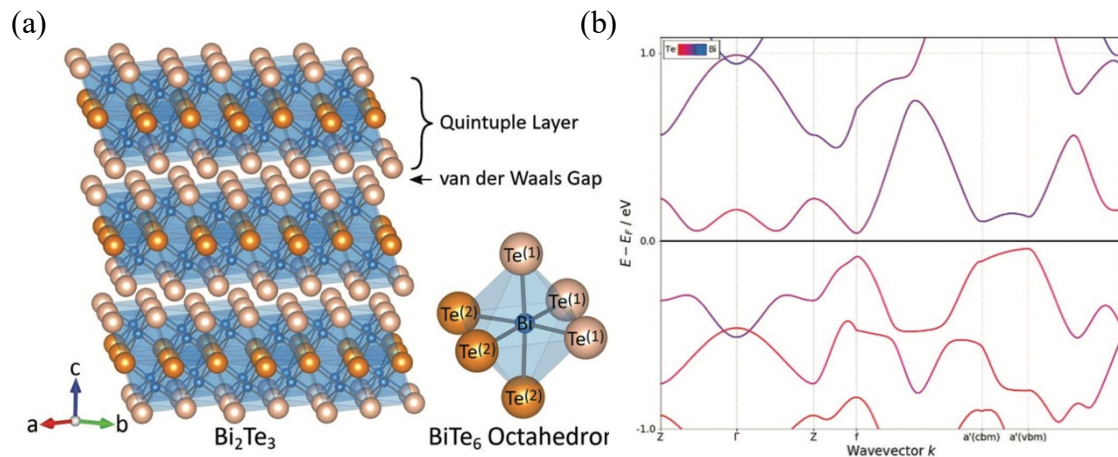 (a)
Quintuple Layer
van der Waals Gap
Te(1)
Te(1)
Te(2)
Bi
Te(1)
Te(2)
Te(2)
c
a
b
Bi2Te3
BiTe6 Octahedron
(b)
Te Bi
1.0
0.0
-1.0
E − EF / eV
Z
Γ
Z
f
a'(cbm)
a'(vbm)
Wavevector k